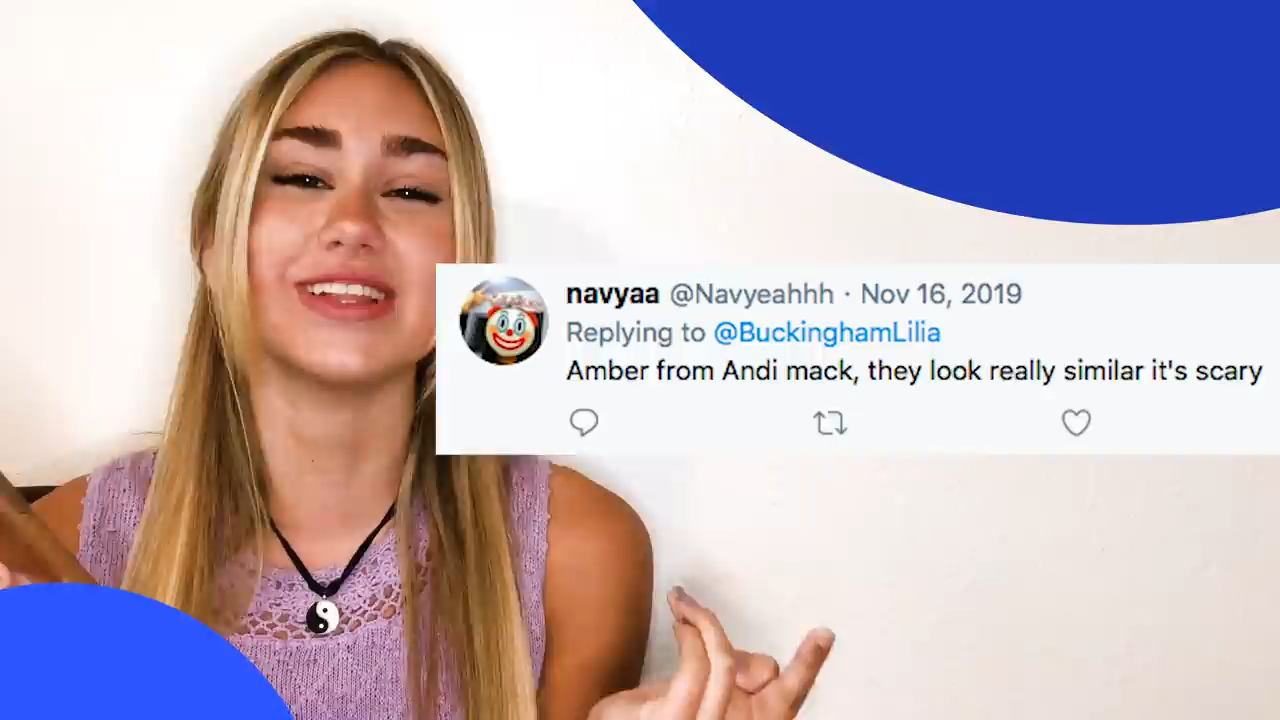 navyaa @Navyeahhh · Nov 16, 2019
Replying to @BuckinghamLilia
Amber from Andi mack, they look really similar it's scary